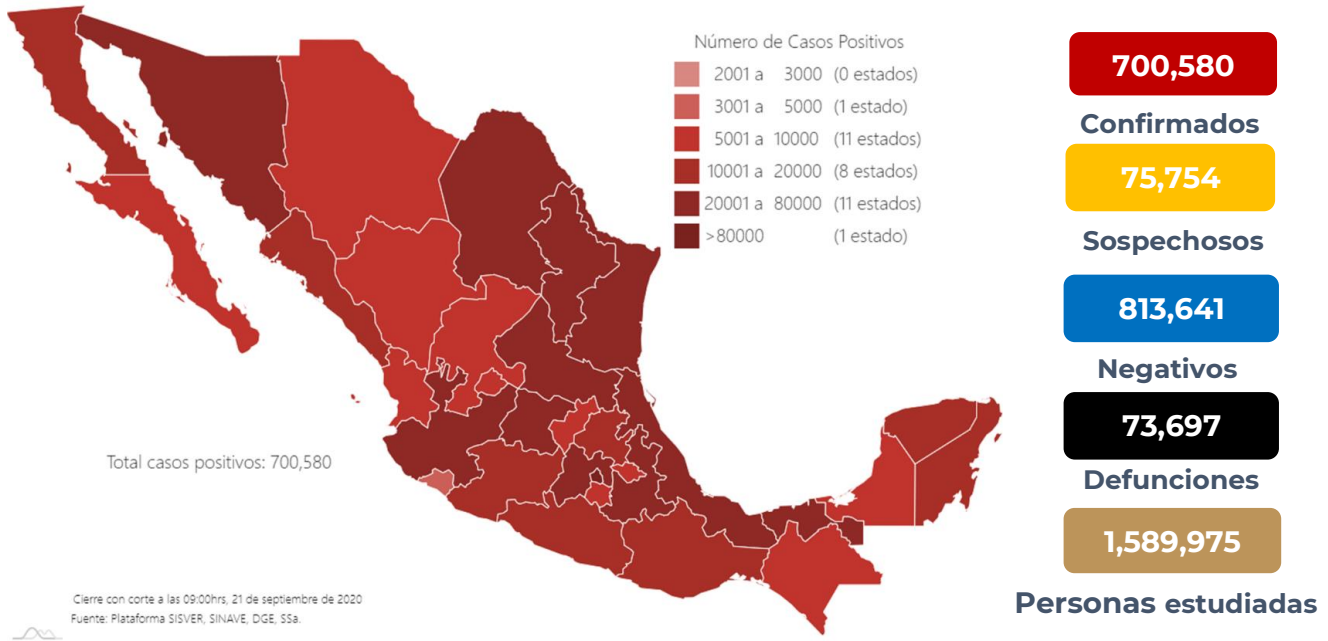 Número de Casos Positivos
2001 a 3000 (0 estados)
3001 a 5000 (1 estado)
5001 a 10000 (11 estados)
10001 a 20000 (8 estados)
20001 a 80000 (11 estados)
>80000 (1 estado)
Total casos positivos: 700,580
Cierre con corte a las 09:00hrs, 21 de septiembre de 2020
Fuente: Plataforma SISVER, SINAVE, DGE, SSa.
700,580
Confirmados
75,754
Sospechosos
813,641
Negativos
73,697
Defunciones
1,589,975
Personas estudiadas